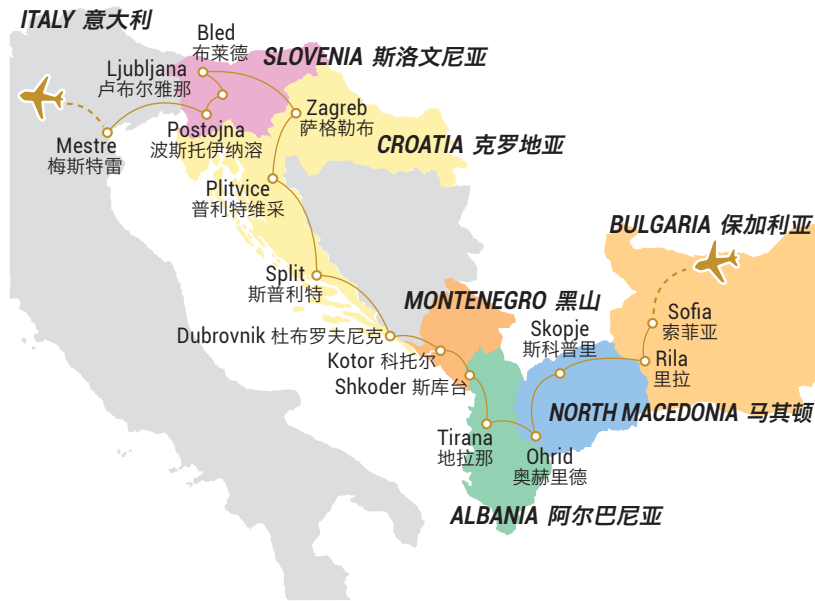 ITALY 意大利
Bled
布莱德
SLOVENIA 斯洛文尼亚
Ljubljana
卢布尔雅那
Zagreb
萨格勒布
Postojna
波斯托伊纳溶
Mestre
梅斯特雷
CROATIA 克罗地亚
Plitvice
普利特维采
BULGARIA 保加利亚
Split
斯普利特
MONTENEGRO 黑山
Sofia
索菲亚
Skopje
斯科普里
Dubrovnik 杜布罗夫尼克
Kotor 科托尔
Rila
里拉
Shkoder 斯库台
NORTH MACEDONIA 马其顿
Tirana
地拉那
Ohrid
奥赫里德
ALBANIA 阿尔巴尼亚